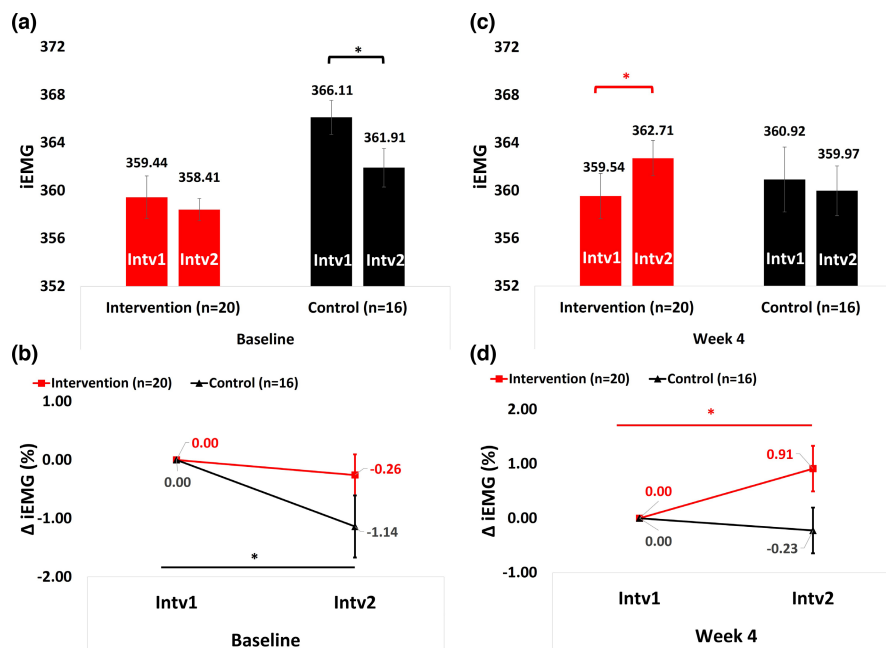 (a)
372
*
368
366.11
364
361.91
359.44
358.41
iEMG
360
356
Intv1 Intv2 Intv1 Intv2
352
Intervention (n=20) Control (n=16)
Baseline
(c)
372
*
368
362.71
364
360.92
359.97
359.54
iEMG
360
356
Intv1 Intv2 Intv1 Intv2
352
Intervention (n=20) Control (n=16)
Week 4
(b)
Intervention (n=20) Control (n=16)
1.00
0.00
0.00
-0.26
0.00
Δ iEMG (%)
-1.00
-1.14
*
-2.00
Intv1 Intv2
Baseline
(d)
Intervention (n=20) Control (n=16)
2.00
*
0.91
1.00
0.00
Δ iEMG (%)
0.00
0.00
-0.23
-1.00
Intv1 Intv2
Week 4